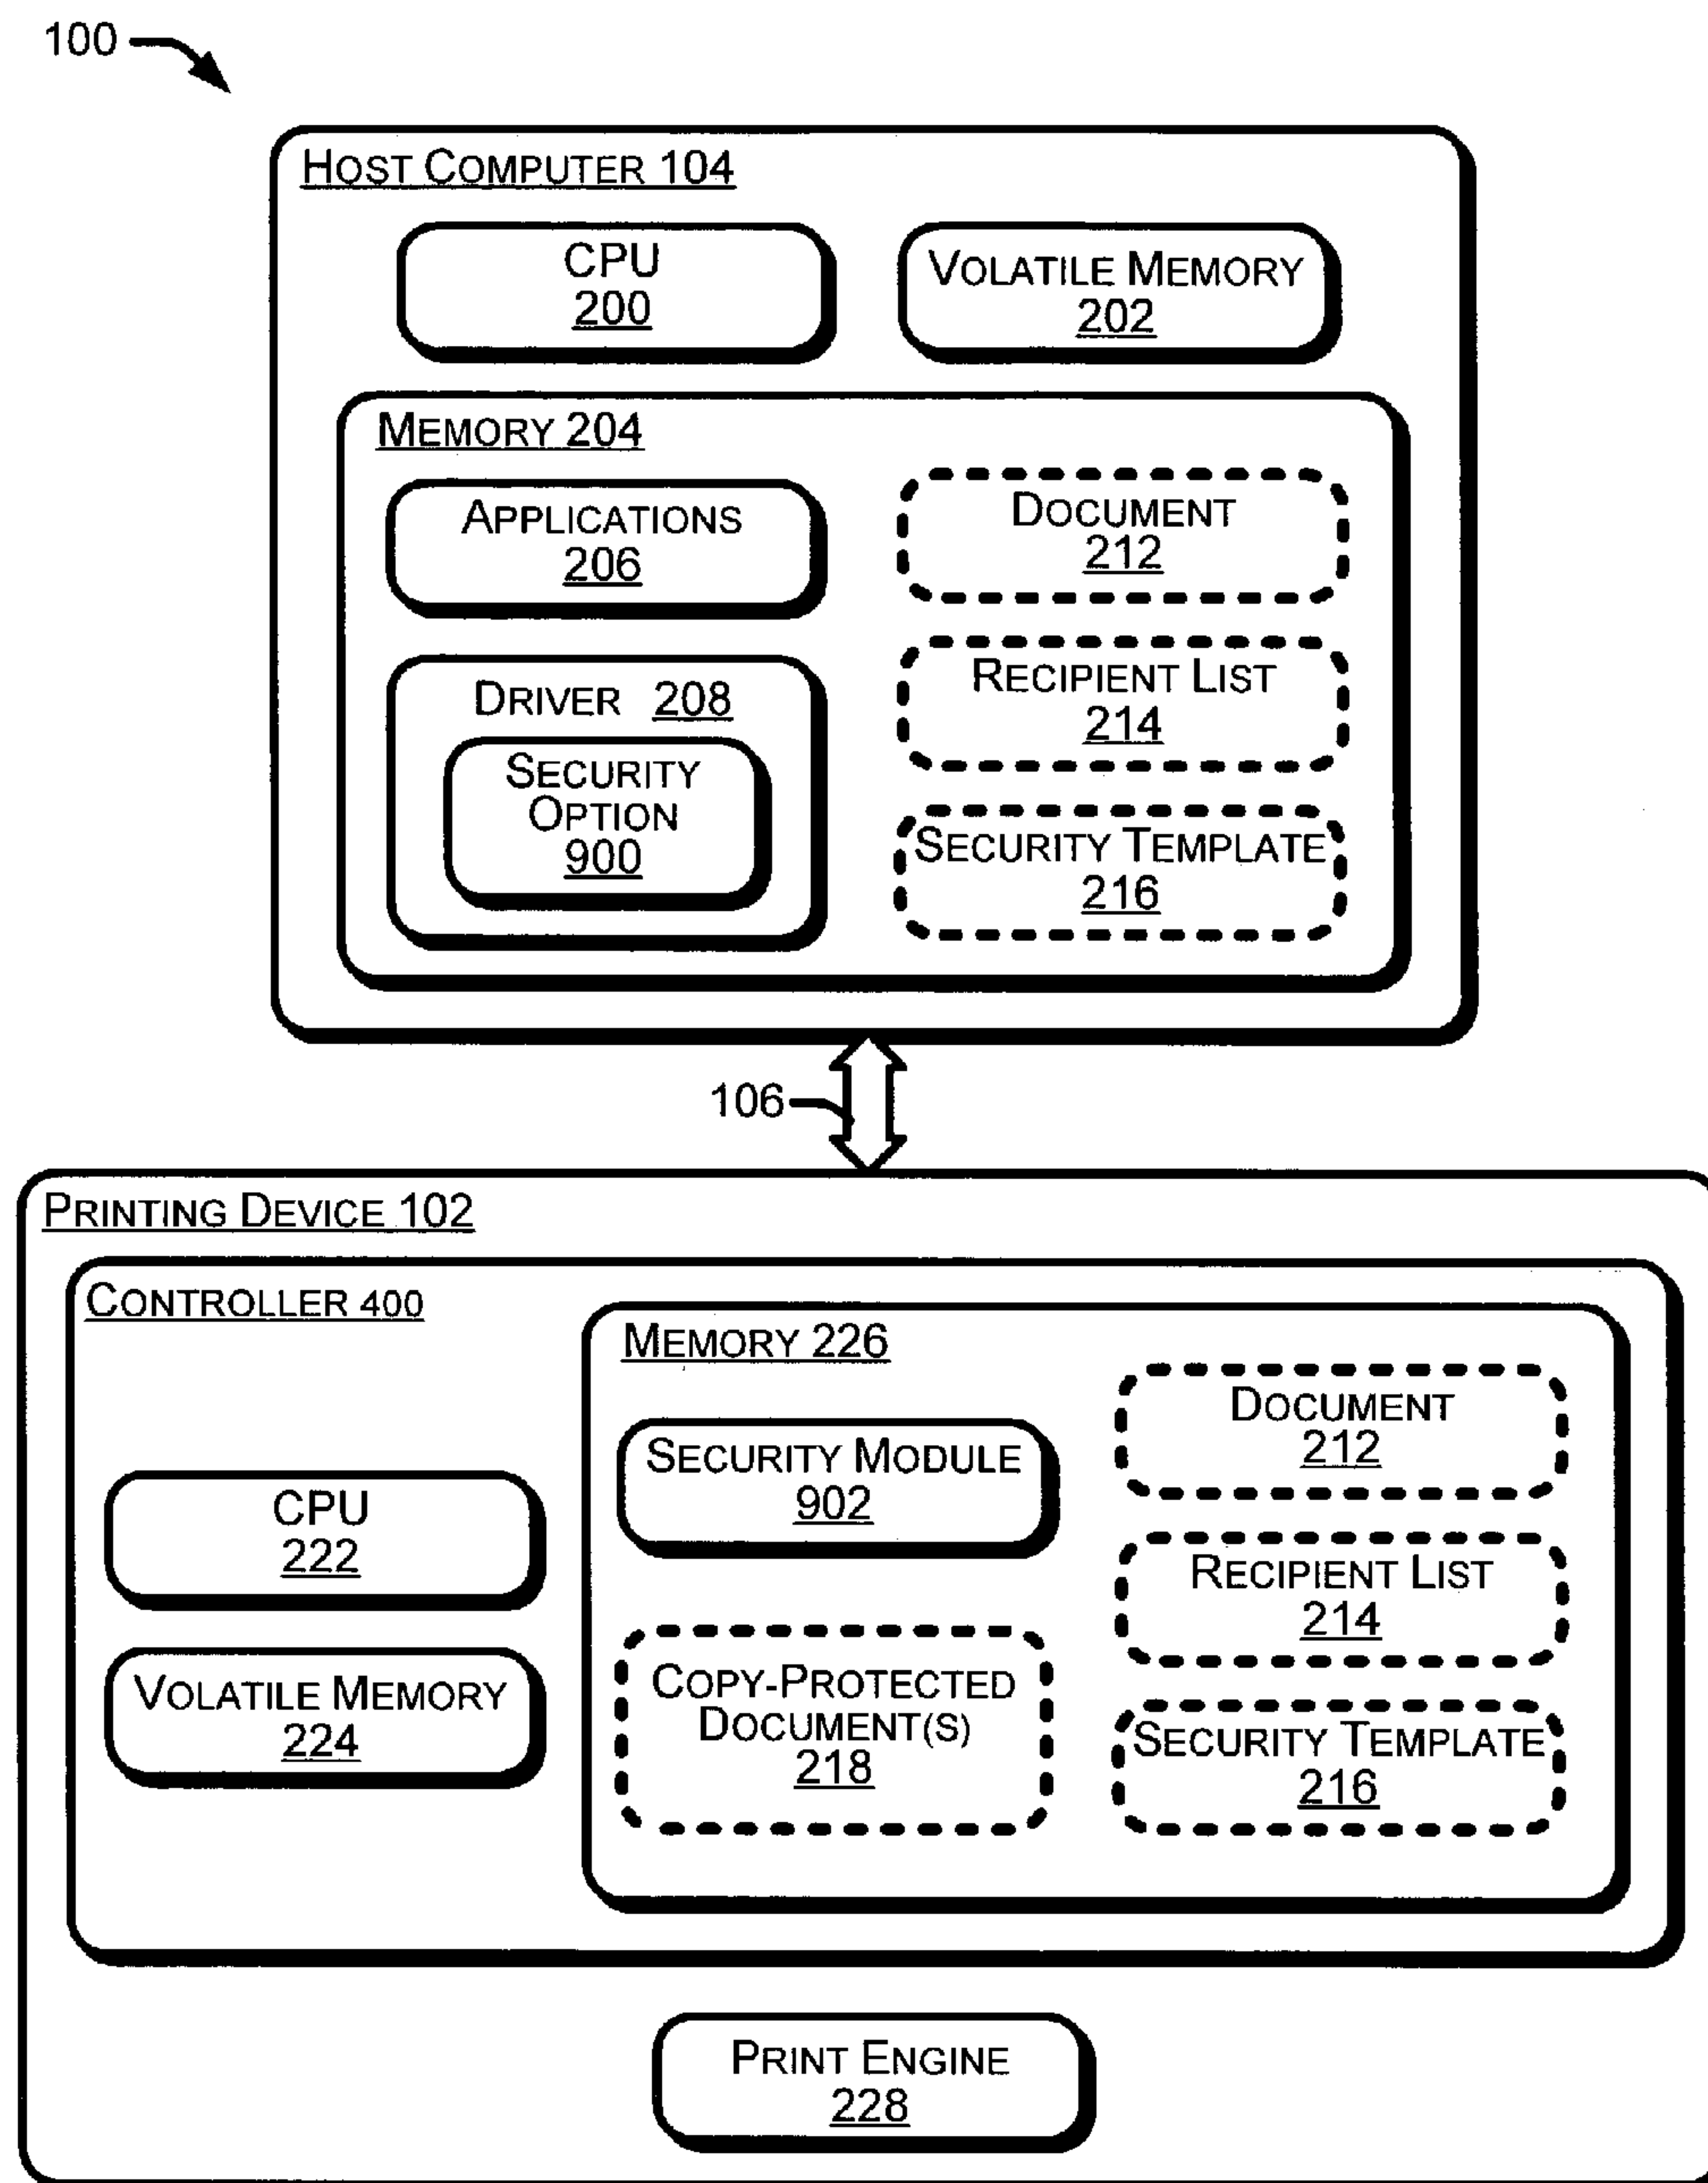 100
HOST COMPUTER 104
CPU
200
VOLATILE MEMORY
202
MEMORY 204
APPLICATIONS
206
DRIVER 208
SECURITY
OPTION
900
DOCUMENT
212
RECIPIENT LIST
214
SECURITY TEMPLATE
216
106
PRINTING DEVICE 102
CONTROLLER 400
CPU
222
VOLATILE MEMORY
224
MEMORY 226
SECURITY MODULE
902
COPY-PROTECTED
DOCUMENT(S)
218
DOCUMENT
212
RECIPIENT LIST
214
SECURITY TEMPLATE
216
PRINT ENGINE
228